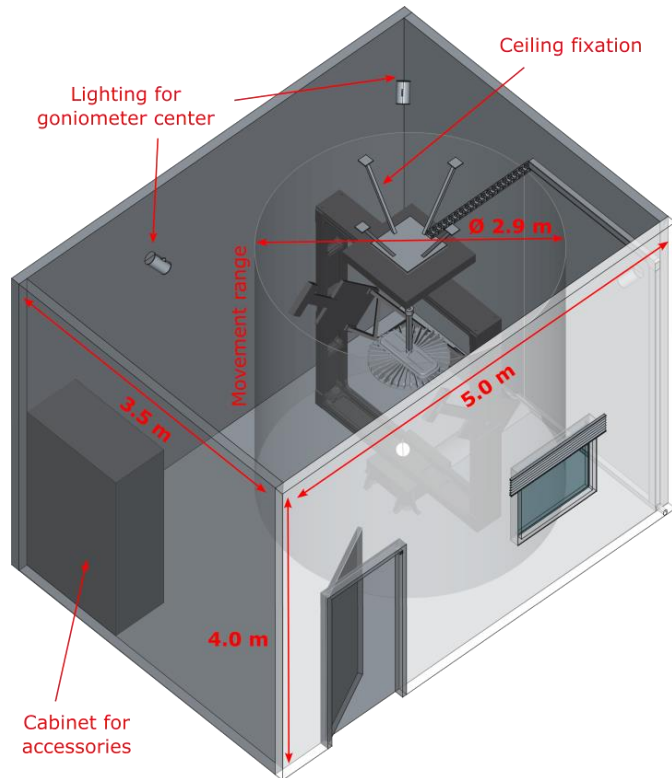 Ceiling fixation
Lighting for
goniometer center
Ø 2.9 m
Movement range
5.0 m
3.5 m
4.0 m
Cabinet for
accessories